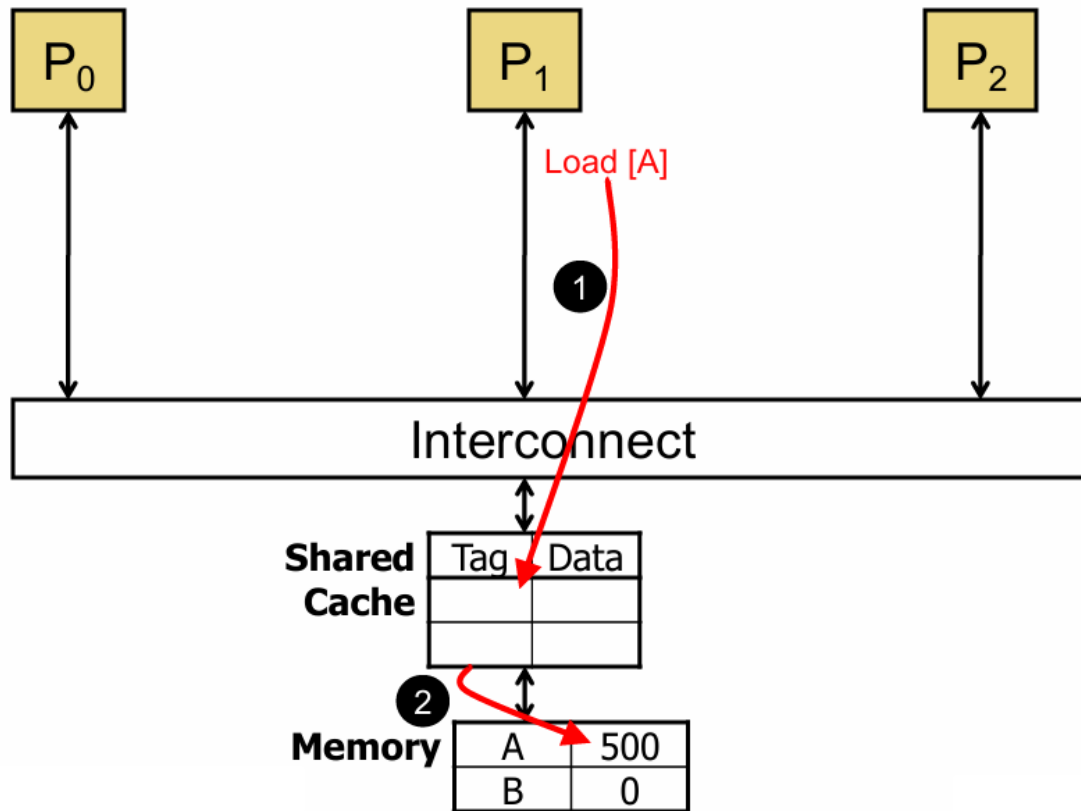 P0 P1 P2
Load [A]
1
Interconnect
Shared Tag Data
Cache
2
Memory A 500
B 0